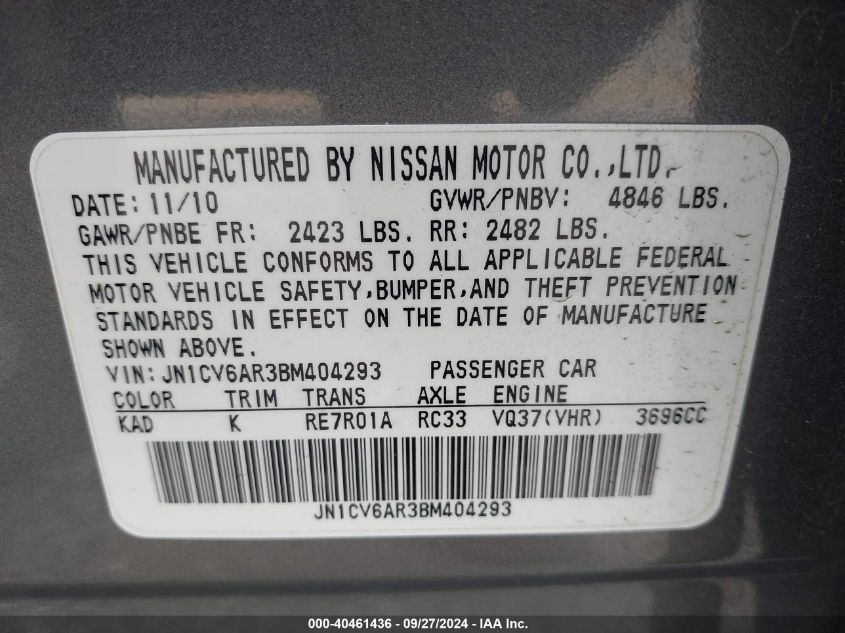 MANUFACTURED BY NISSAN MOTOR CO.,LTD.
DATE: 11/10 GVWR/PNBV: 4846 LBS.
GAWR/PNBE FR: 2423 LBS. RR: 2482 LBS.
THIS VEHICLE CONFORMS TO ALL APPLICABLE FEDERAL
MOTOR VEHICLE SAFETY,BUMPER,AND THEFT PREVENTION
STANDARDS IN EFFECT ON THE DATE OF MANUFACTURE
SHOWN ABOVE.
VIN: JN1CV6AR3BM404293 PASSENGER CAR
COLOR TRIM TRANS AXLE ENGINE
KAD K RE7R01A RC33 VQ37(VHR) 3696CC
JN1CV6AR3BM404293
000-40461436 - 09/27/2024 - IAA Inc.